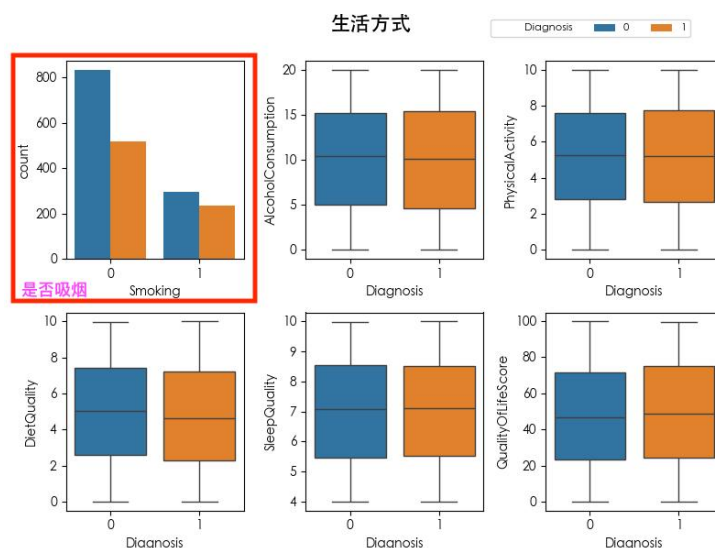 生活方式
Diagnosis 0 1
800
600
400
200
0
count
0 1
Smoking
是否吸烟
20
15
10
5
0
AlcoholConsumption
0 1
Diagnosis
10
8
6
4
2
0
PhysicalActivity
0 1
Diagnosis
10
8
6
4
2
0
DietQuality
0 1
Diagnosis
10
9
8
7
6
5
4
SleepQuality
0 1
Diagnosis
100
80
60
40
20
0
QualityOfLifeScore
0 1
Diagnosis